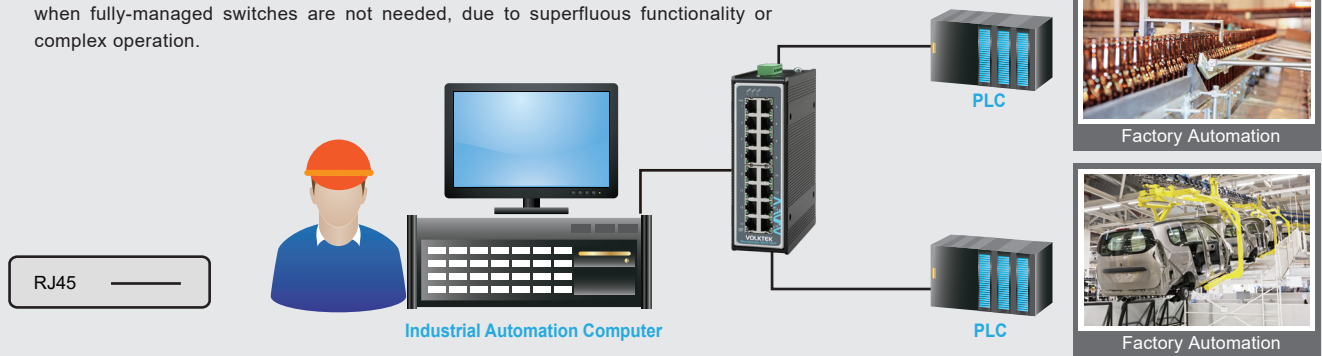 when fully-managed switches are not needed, due to superfluous functionality or
complex operation.
PLC
Factory Automation
VOLKTEK
RJ45
Industrial Automation Computer
PLC
Factory Automation